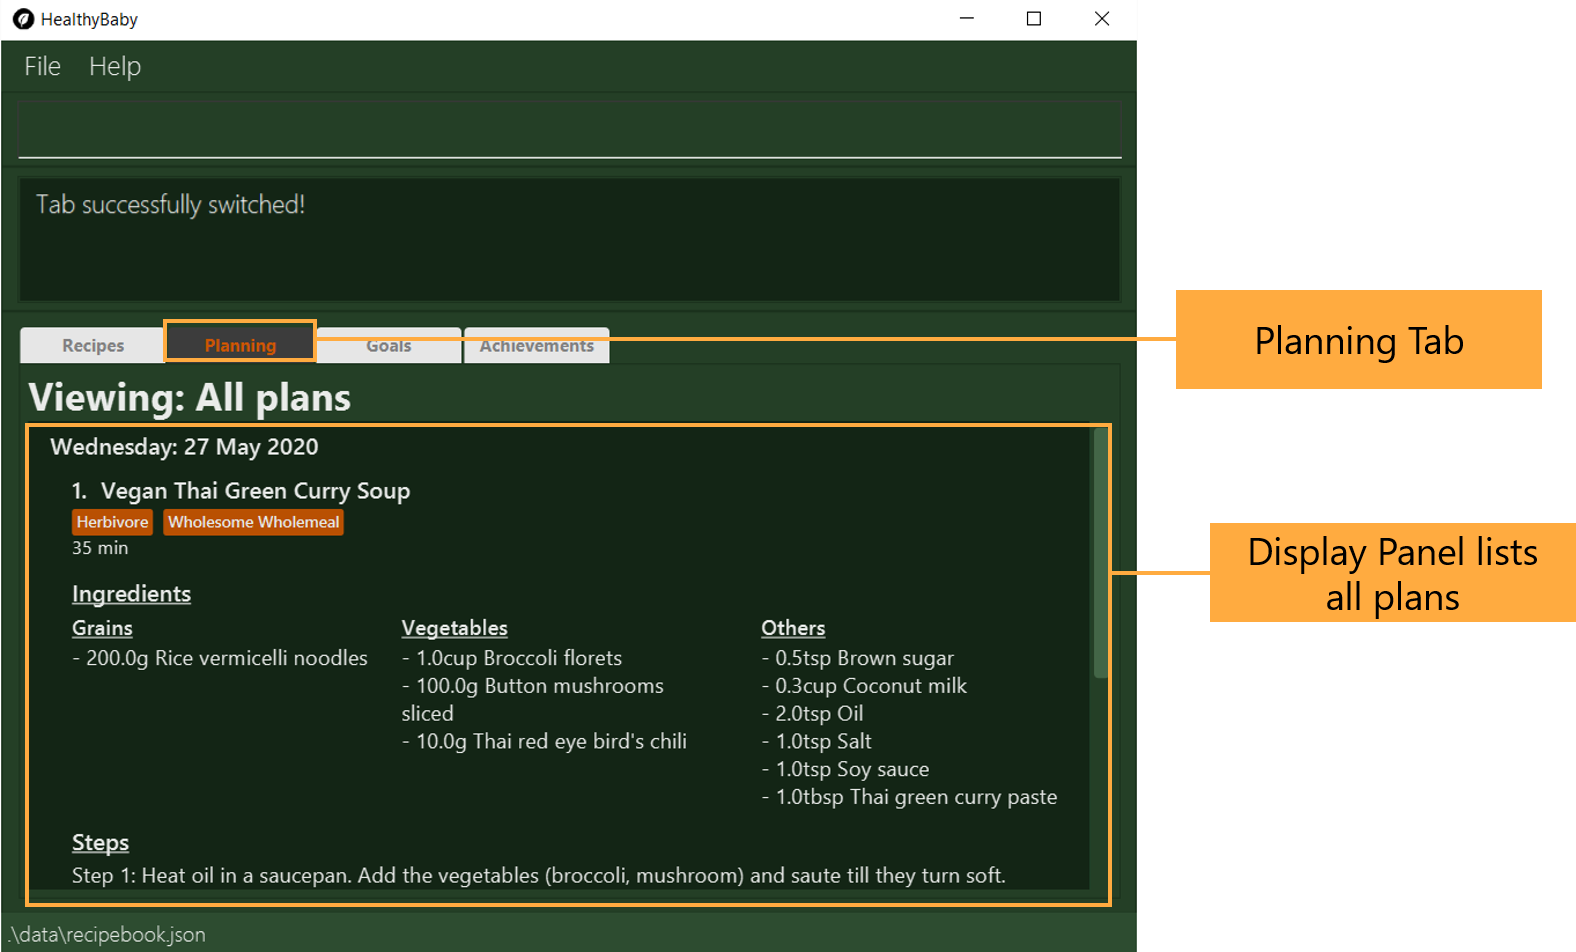 HealthyBaby
File Help
Tab successfully switched!
Recipes Planning Goals Achievements
Planning Tab
Viewing: All plans
Wednesday: 27 May 2020
1. Vegan Thai Green Curry Soup
Herbivore Wholesome Wholemeal
35 min
Display Panel lists
all plans
Ingredients
Grains
- 200.0g Rice vermicelli noodles
Vegetables
- 1.0cup Broccoli florets
- 100.0g Button mushrooms
sliced
- 10.0g Thai red eye bird's chili
Others
- 0.5tsp Brown sugar
- 0.3cup Coconut milk
- 2.0tsp Oil
- 1.0tsp Salt
- 1.0tsp Soy sauce
- 1.0tbsp Thai green curry paste
Steps
Step 1: Heat oil in a saucepan. Add the vegetables (broccoli, mushroom) and saute till they turn soft.
.\data\recipebook.json